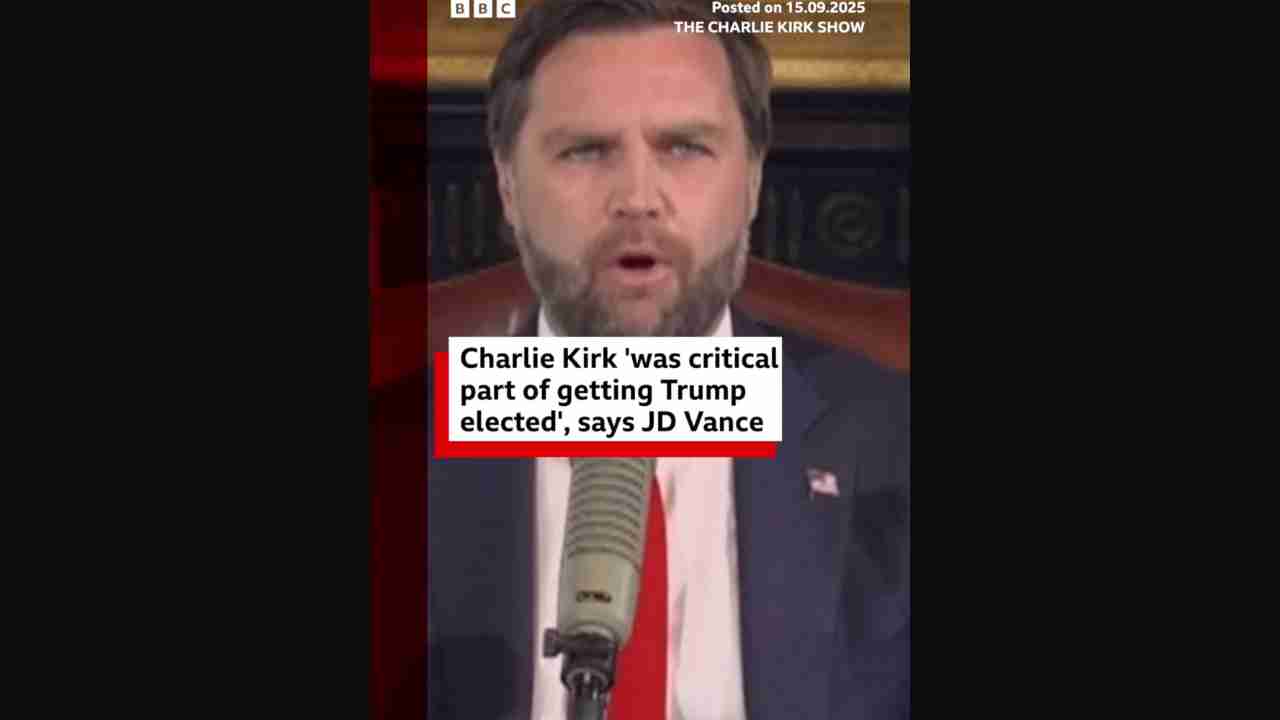 BBC
Posted on 15.09.2025
THE CHARLIE KIRK SHOW
Charlie Kirk 'was critical
part of getting Trump
elected', says JD Vance